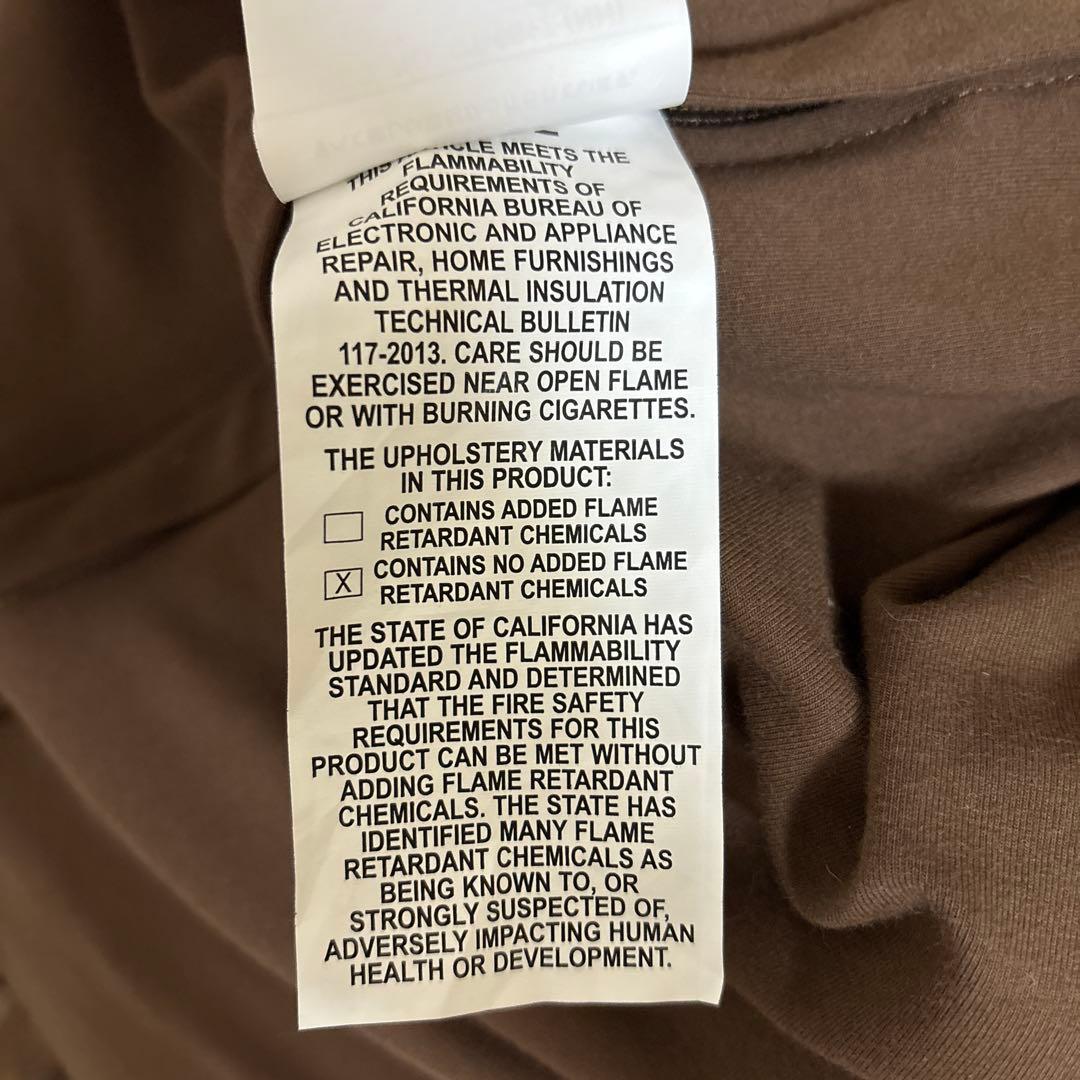 THIS ARTICLE MEETS THE
FLAMMABILITY
REQUIREMENTS OF
CALIFORNIA BUREAU OF
ELECTRONIC AND APPLIANCE
REPAIR, HOME FURNISHINGS
AND THERMAL INSULATION
TECHNICAL BULLETIN
117-2013. CARE SHOULD BE
EXERCISED NEAR OPEN FLAME
OR WITH BURNING CIGARETTES.
THE UPHOLSTERY MATERIALS
IN THIS PRODUCT:
CONTAINS ADDED FLAME
RETARDANT CHEMICALS
X CONTAINS NO ADDED FLAME
RETARDANT CHEMICALS
THE STATE OF CALIFORNIA HAS
UPDATED THE FLAMMABILITY
STANDARD AND DETERMINED
THAT THE FIRE SAFETY
REQUIREMENTS FOR THIS
PRODUCT CAN BE MET WITHOUT
ADDING FLAME RETARDANT
CHEMICALS. THE STATE HAS
IDENTIFIED MANY FLAME
RETARDANT CHEMICALS AS
BEING KNOWN TO, OR
STRONGLY SUSPECTED OF,
ADVERSELY IMPACTING HUMAN
HEALTH OR DEVELOPMENT.